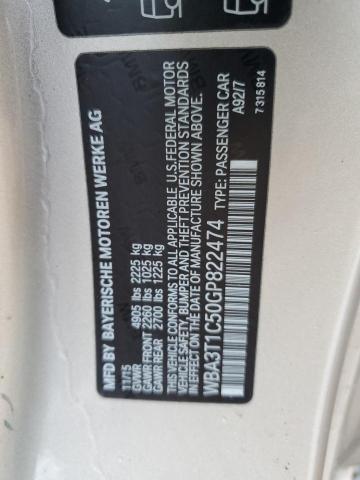 MFD BY BAYERISCHE MOTOREN WERKE AG
11/15
GVWR 4905 lbs 2225 kg
GAWR FRONT 2260 lbs 1025 kg
GAWR REAR 2700 lbs 1225 kg
THIS VEHICLE CONFORMS TO ALL APPLICABLE U.S.FEDERAL MOTOR
VEHICLE SAFETY, BUMPER AND THEFT PREVENTION STANDARDS
IN EFFECT ON THE DATE OF MANUFACTURE SHOWN ABOVE.
WBA3T1C50GP822474 TYPE: PASSENGER CAR
A92/7
7 315 814